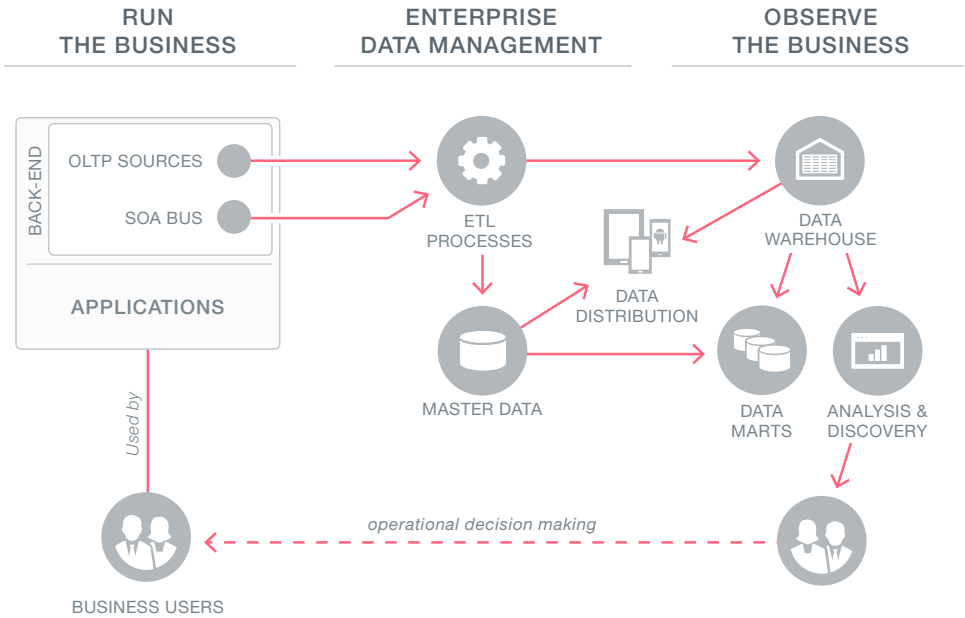 RUN
THE BUSINESS
ENTERPRISE
DATA MANAGEMENT
OBSERVE
THE BUSINESS
BACK-END
OLTP SOURCES
SOA BUS
APPLICATIONS
ETL
PROCESSES
DATA
WAREHOUSE
DATA
DISTRIBUTION
MASTER DATA
DATA
MARTS
ANALYSIS &
DISCOVERY
Used by
operational decision making
BUSINESS USERS